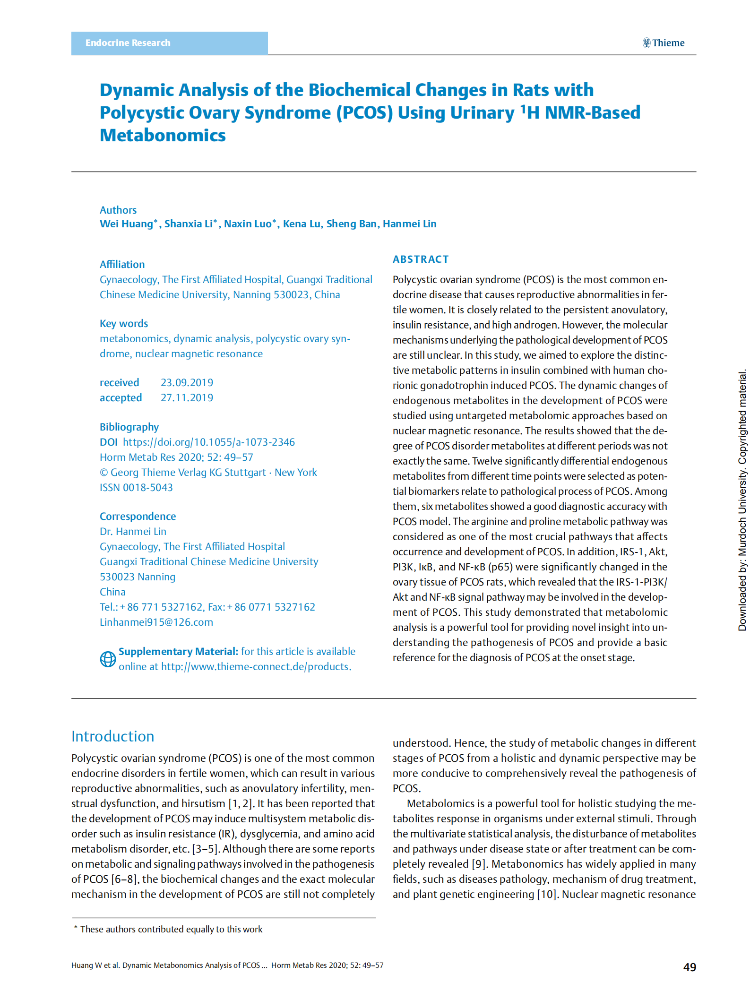 Endocrine Research
Thieme
Dynamic Analysis of the Biochemical Changes in Rats with
Polycystic Ovary Syndrome (PCOS) Using Urinary ¹H NMR-Based
Metabonomics
Authors
Wei Huang*, Shanxia Li*, Naxin Luo*, Kena Lu, Sheng Ban, Hanmei Lin
Affiliation
Gynaecology, The First Affiliated Hospital, Guangxi Traditional
Chinese Medicine University, Nanning 530023, China
Key words
metabonomics, dynamic analysis, polycystic ovary syn-
drome, nuclear magnetic resonance
received 23.09.2019
accepted 27.11.2019
Bibliography
DOI https://doi.org/10.1055/a-1073-2346
Horm Metab Res 2020; 52: 49–57
© Georg Thieme Verlag KG Stuttgart · New York
ISSN 0018-5043
Correspondence
Dr. Hanmei Lin
Gynaecology, The First Affiliated Hospital
Guangxi Traditional Chinese Medicine University
530023 Nanning
China
Tel.: + 86 771 5327162, Fax: + 86 0771 5327162
Linhanmei915@126.com
Supplementary Material: for this article is available
online at http://www.thieme-connect.de/products.
ABSTRACT
Polycystic ovarian syndrome (PCOS) is the most common en-
docrine disease that causes reproductive abnormalities in fer-
tile women. It is closely related to the persistent anovulatory,
insulin resistance, and high androgen. However, the molecular
mechanisms underlying the pathological development of PCOS
are still unclear. In this study, we aimed to explore the distinc-
tive metabolic patterns in insulin combined with human cho-
rionic gonadotrophin induced PCOS. The dynamic changes of
endogenous metabolites in the development of PCOS were
studied using untargeted metabolomic approaches based on
nuclear magnetic resonance. The results showed that the de-
gree of PCOS disorder metabolites at different periods was not
exactly the same. Twelve significantly differential endogenous
metabolites from different time points were selected as poten-
tial biomarkers relate to pathological process of PCOS. Among
them, six metabolites showed a good diagnostic accuracy with
PCOS model. The arginine and proline metabolic pathway was
considered as one of the most crucial pathways that affects
occurrence and development of PCOS. In addition, IRS-1, Akt,
PI3K, IκB, and NF-κB (p65) were significantly changed in the
ovary tissue of PCOS rats, which revealed that the IRS-1-PI3K/
Akt and NF-κB signal pathway may be involved in the develop-
ment of PCOS. This study demonstrated that metabolomic
analysis is a powerful tool for providing novel insight into un-
derstanding the pathogenesis of PCOS and provide a basic
reference for the diagnosis of PCOS at the onset stage.
Introduction
Polycystic ovarian syndrome (PCOS) is one of the most common
endocrine disorders in fertile women, which can result in various
reproductive abnormalities, such as anovulatory infertility, men-
strual dysfunction, and hirsutism [1, 2]. It has been reported that
the development of PCOS may induce multisystem metabolic dis-
order such as insulin resistance (IR), dysglycemia, and amino acid
metabolism disorder, etc. [3–5]. Although there are some reports
on metabolic and signaling pathways involved in the pathogenesis
of PCOS [6–8], the biochemical changes and the exact molecular
mechanism in the development of PCOS are still not completely
understood. Hence, the study of metabolic changes in different
stages of PCOS from a holistic and dynamic perspective may be
more conducive to comprehensively reveal the pathogenesis of
PCOS.
Metabolomics is a powerful tool for holistic studying the me-
tabolites response in organisms under external stimuli. Through
the multivariate statistical analysis, the disturbance of metabolites
and pathways under disease state or after treatment can be com-
pletely revealed [9]. Metabonomics has widely applied in many
fields, such as diseases pathology, mechanism of drug treatment,
and plant genetic engineering [10]. Nuclear magnetic resonance
* These authors contributed equally to this work
Huang W et al. Dynamic Metabonomics Analysis of PCOS … Horm Metab Res 2020; 52: 49–57
49
Downloaded by: Murdoch University. Copyrighted material.